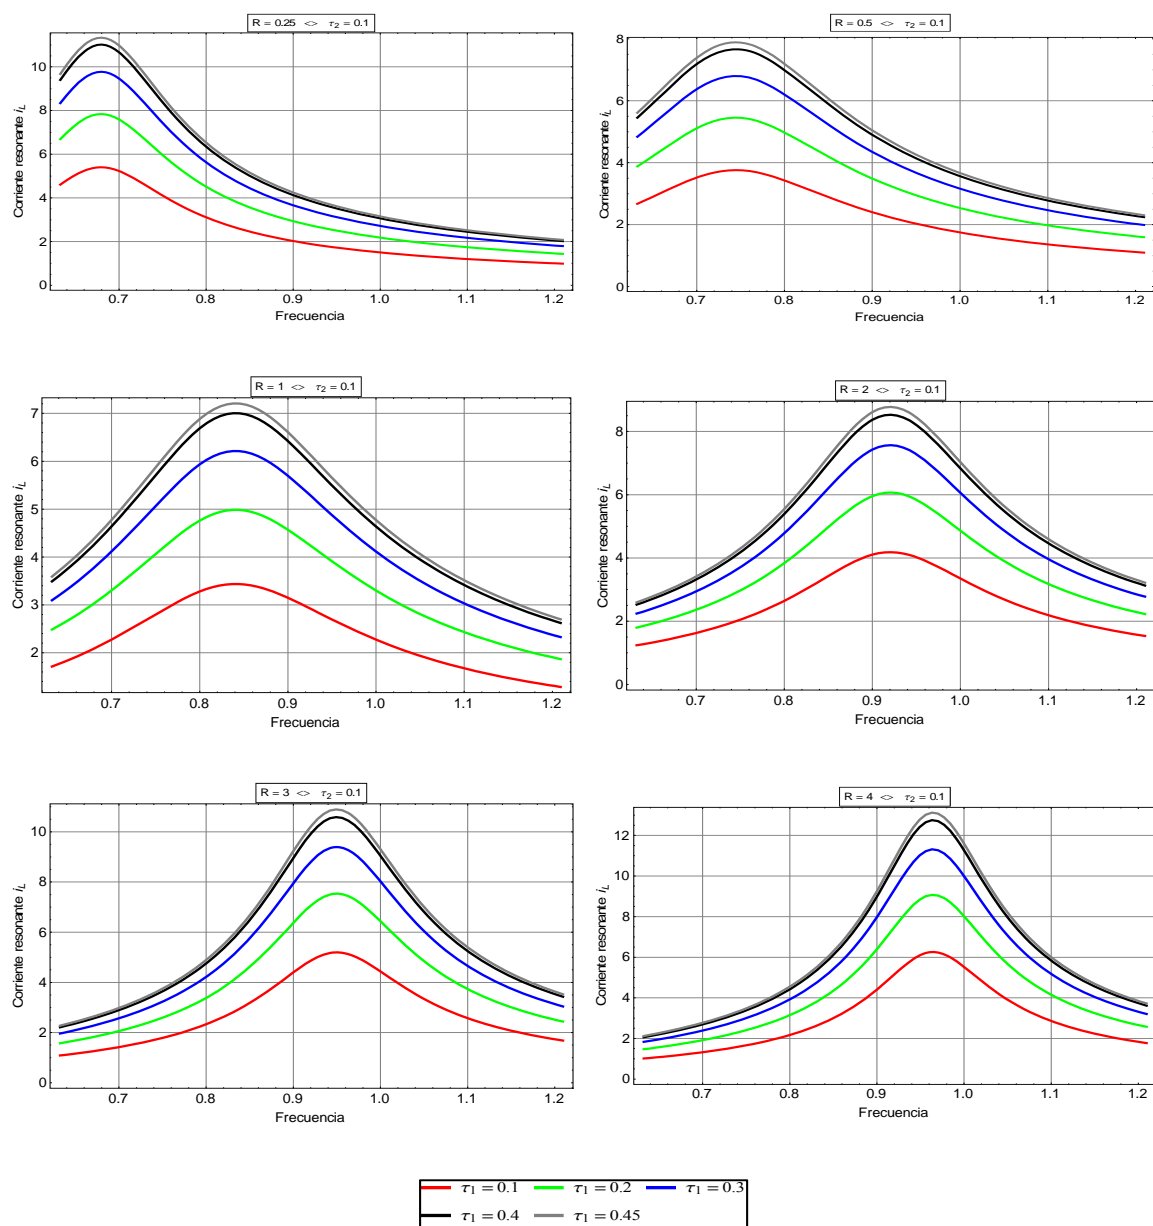 R = 0.25 <> τ2 = 0.1
Corriente resonante iL
0 2 4 6 8 10
0.7 0.8 0.9 1.0 1.1 1.2
Frecuencia
R = 0.5 <> τ2 = 0.1
Corriente resonante iL
0 2 4 6 8
0.7 0.8 0.9 1.0 1.1 1.2
Frecuencia
R = 1 <> τ2 = 0.1
Corriente resonante iL
2 3 4 5 6 7
0.7 0.8 0.9 1.0 1.1 1.2
Frecuencia
R = 2 <> τ2 = 0.1
Corriente resonante iL
0 2 4 6 8
0.7 0.8 0.9 1.0 1.1 1.2
Frecuencia
R = 3 <> τ2 = 0.1
Corriente resonante iL
0 2 4 6 8 10
0.7 0.8 0.9 1.0 1.1 1.2
Frecuencia
R = 4 <> τ2 = 0.1
Corriente resonante iL
0 2 4 6 8 10 12
0.7 0.8 0.9 1.0 1.1 1.2
Frecuencia
τ1 = 0.1 τ1 = 0.2 τ1 = 0.3
τ1 = 0.4 τ1 = 0.45